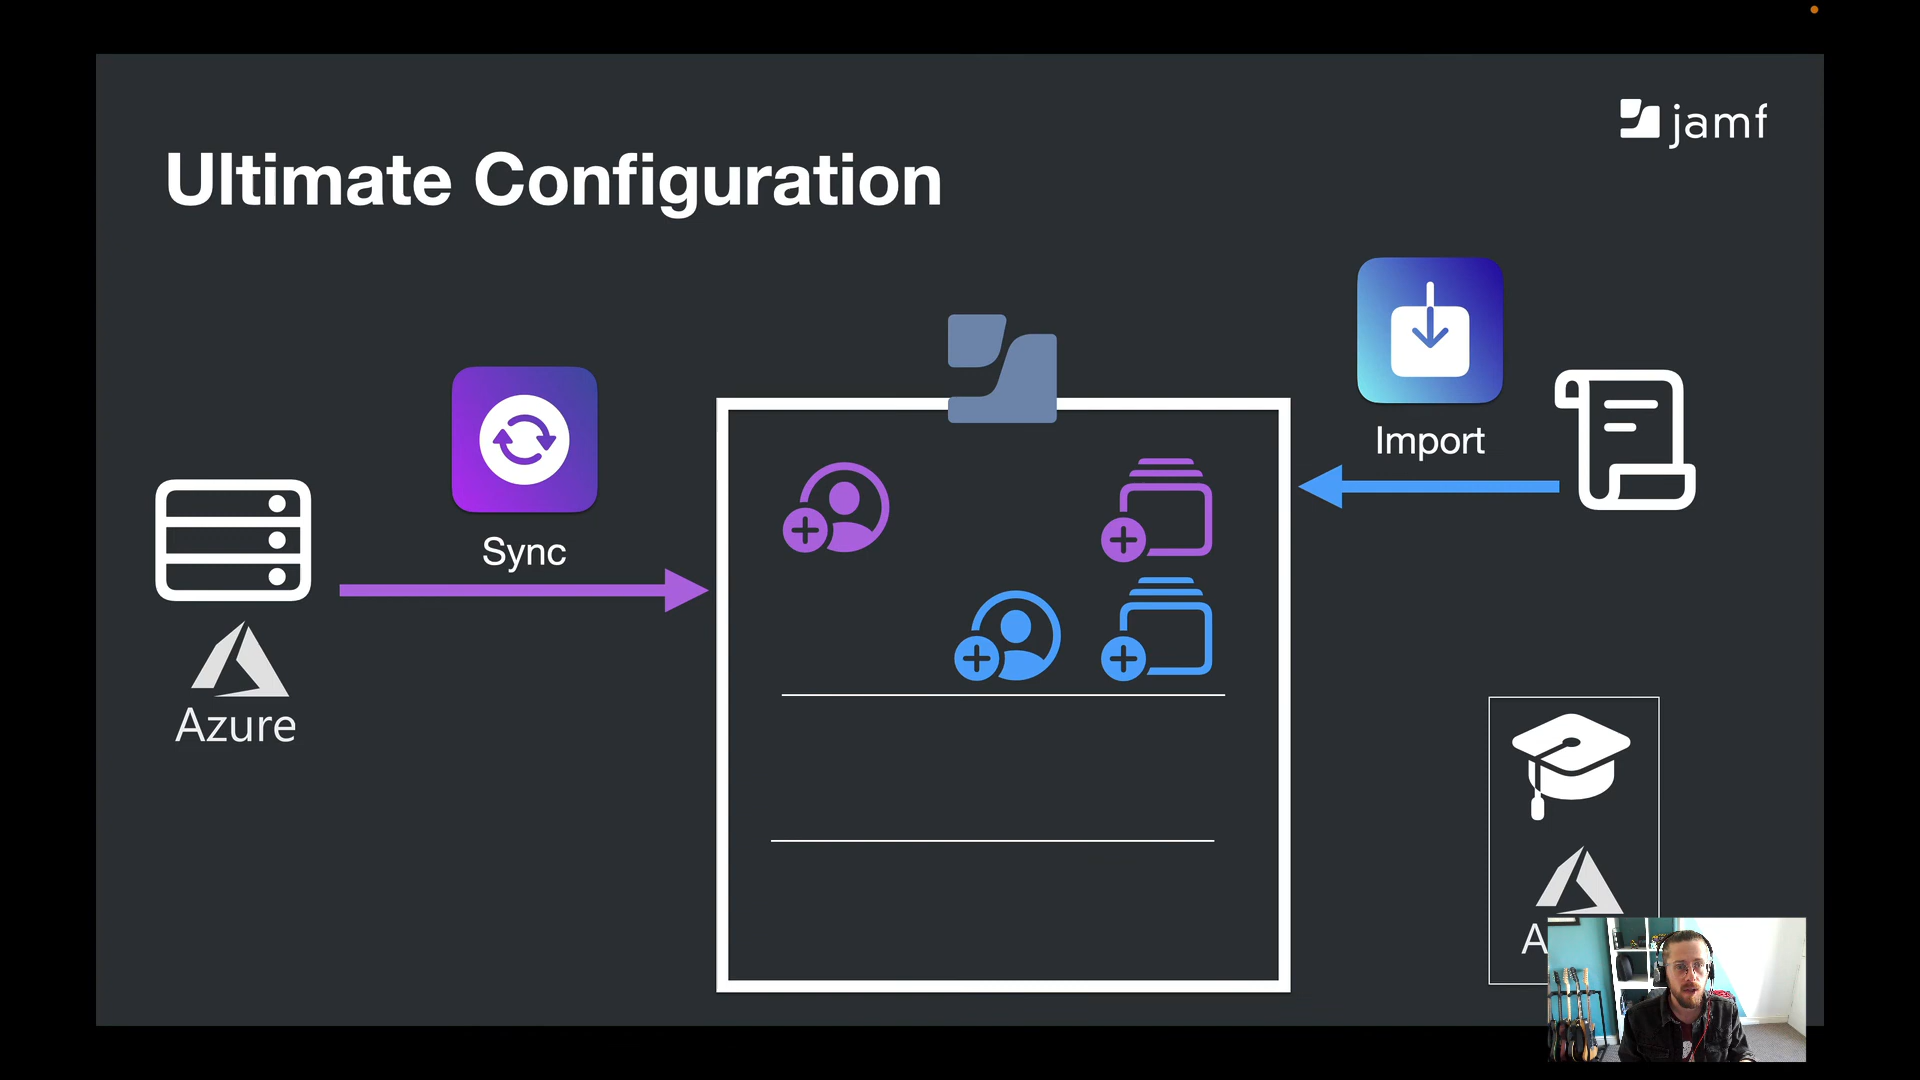 jamf
Ultimate Configuration
Import
Sync
Azure